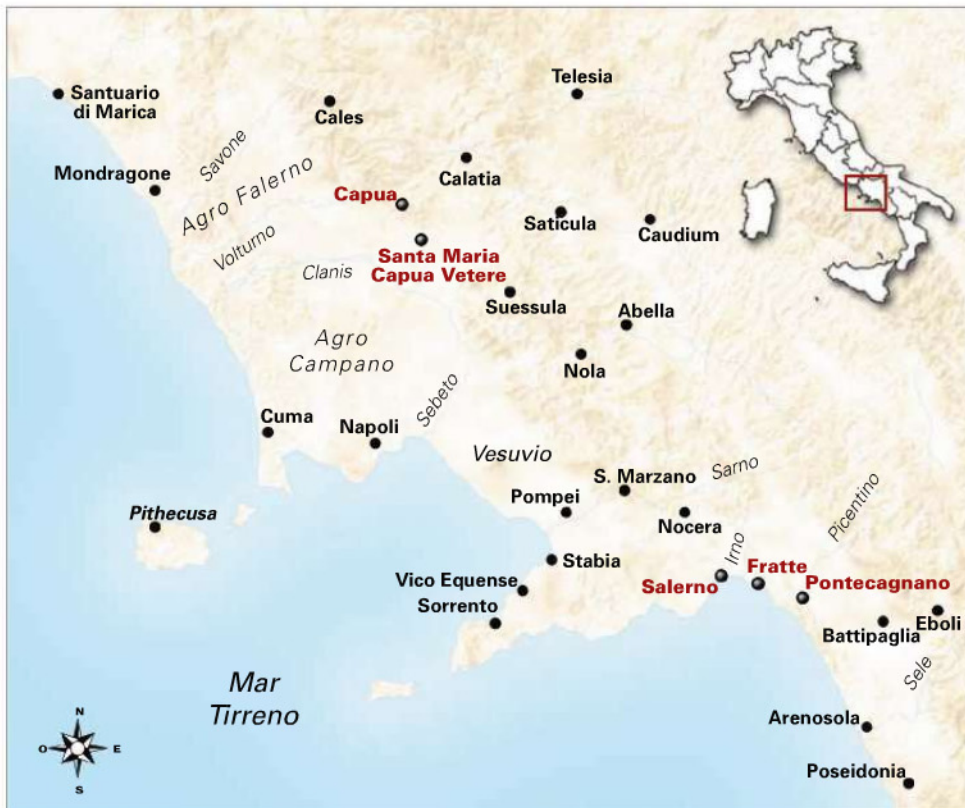 Telesia
Santuario
di Marica
Cales
Savone
Mondragone
Calatia
Agro Falerno
Capua
Saticula
Caudium
Volturno
Santa Maria
Capua Vetere
Clanis
Suessula
Abella
Agro
Campano
Nola
Sebeto
Cuma
Napoli
Vesuvio
Sarno
S. Marzano
Picentino
Pompei
Pithecusa
Nocera
Irno
Stabia
Fratte
Vico Equense
Salerno
Pontecagnano
Sorrento
Eboli
Battipaglia
Sele
Mar
Tirreno
N
Arenosola
O
E
Poseidonia
S